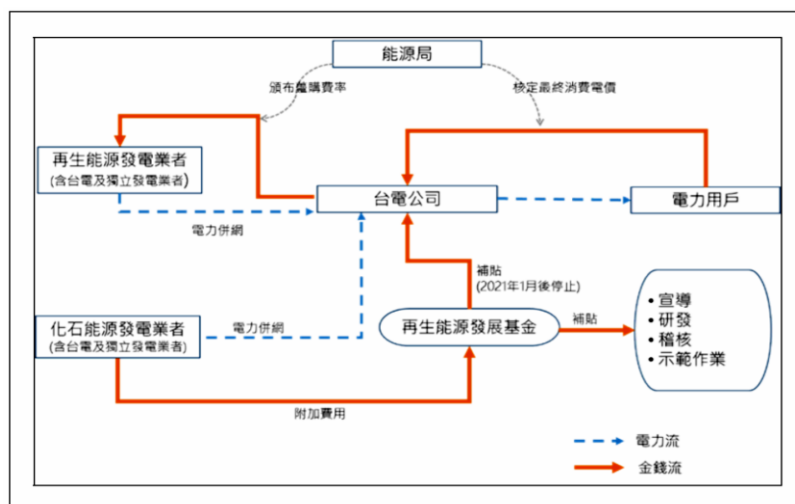 能源局
頒布躉購費率
核定最終消費電價
再生能源發電業者
(含台電及獨立發電業者)
台電公司
電力用戶
電力併網
補貼
(2021年1月後停止)
化石能源發電業者
(含台電及獨立發電業者)
電力併網
再生能源發展基金
補貼
• 宣導
• 研發
• 稽核
• 示範作業
附加費用
電力流
金錢流